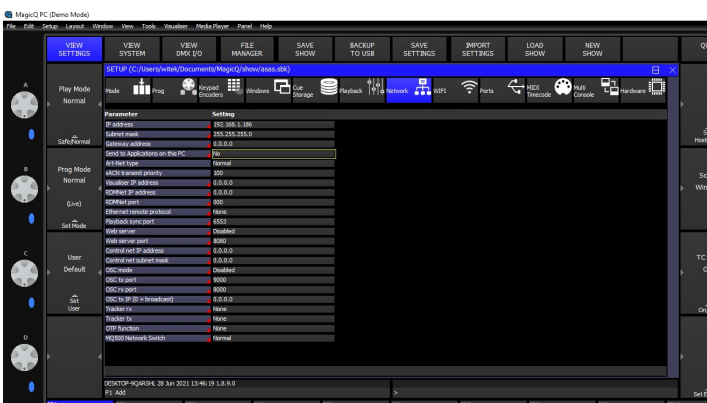 MagicQ PC (Demo Mode)
File Edit Setup Layout Window View Tools Visualiser Media Player Panel Help
VIEW SETTINGS
VIEW SYSTEM
VIEW DMX I/O
FILE MANAGER
SAVE SHOW
BACKUP TO USB
SAVE SETTINGS
IMPORT SETTINGS
LOAD SHOW
NEW SHOW
QU
SETUP (C:/Users/witek/Documents/MagicQ/show/asas.sbk)
Mode Prog Keypad Encoders Windows Cue Storage Playback Network WIFI Ports MIDI Timecode Multi Console Hardware
Parameter Setting
IP address 192.168.1.186
Subnet mask 255.255.255.0
Gateway address 0.0.0.0
Send to Applications on this PC No
Art-Net type Normal
sACN transmit priority 100
Visualiser IP address 0.0.0.0
RDMNet IP address 0.0.0.0
RDMNet port 000
Ethernet remote protocol None
Playback sync port 6553
Web server Disabled
Web server port 8080
Control net IP address 0.0.0.0
Control net subnet mask 0.0.0.0
OSC mode Disabled
OSC tx port 9000
OSC rx port 8000
OSC tx IP (0 = broadcast) 0.0.0.0
Tracker rx None
Tracker tx None
OTP function None
MQ500 Network Switch Normal
A
Play Mode
Normal
Safe/Normal
B
Prog Mode
Normal
(Live)
Set Mode
C
User
Default
Set
User
D
S
Host
Sc
Win
TC
On/
Set E
DESKTOP-9QARSHL 28 Jun 2021 13:46:19 1.8.9.0
P1 Add
>